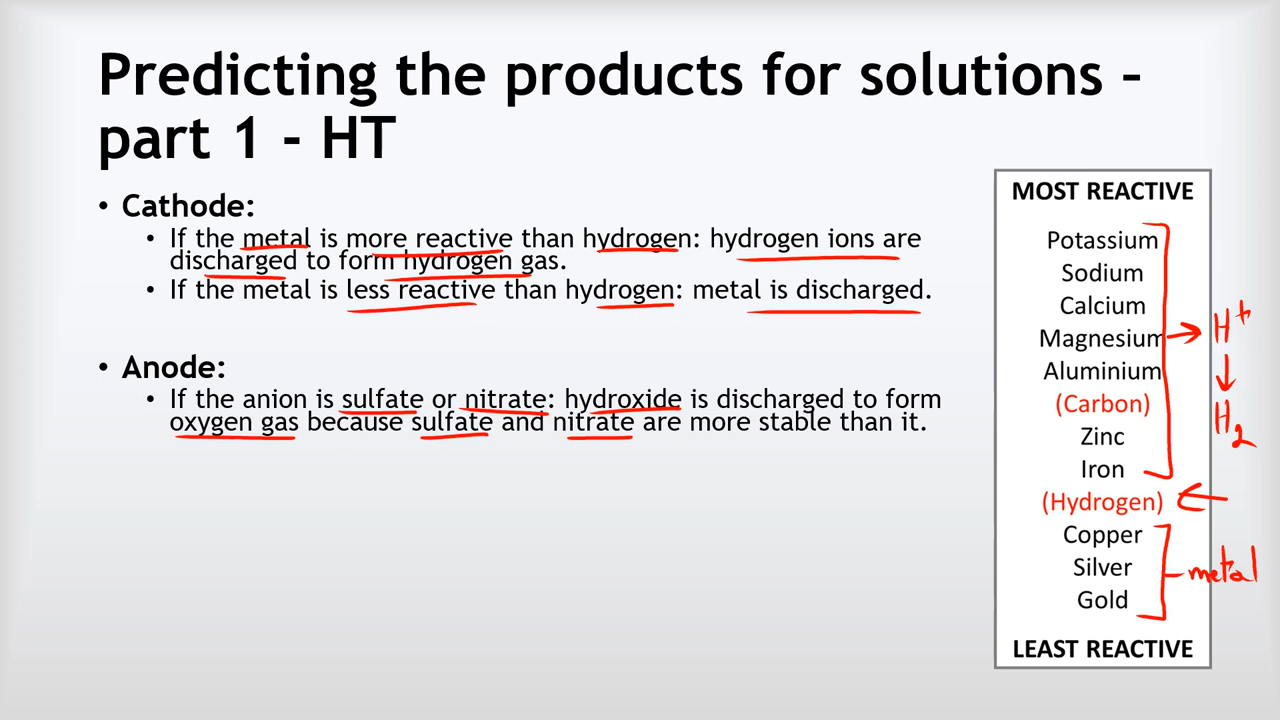 Predicting the products for solutions –
part 1 - HT
• Cathode:
• If the metal is more reactive than hydrogen: hydrogen ions are
discharged to form hydrogen gas.
• If the metal is less reactive than hydrogen: metal is discharged.
• Anode:
• If the anion is sulfate or nitrate: hydroxide is discharged to form
oxygen gas because sulfate and nitrate are more stable than it.
MOST REACTIVE
Potassium
Sodium
Calcium
Magnesium → H⁺
Aluminium ↓
(Carbon) H₂
Zinc
Iron
(Hydrogen) ←
Copper
Silver metal
Gold
LEAST REACTIVE